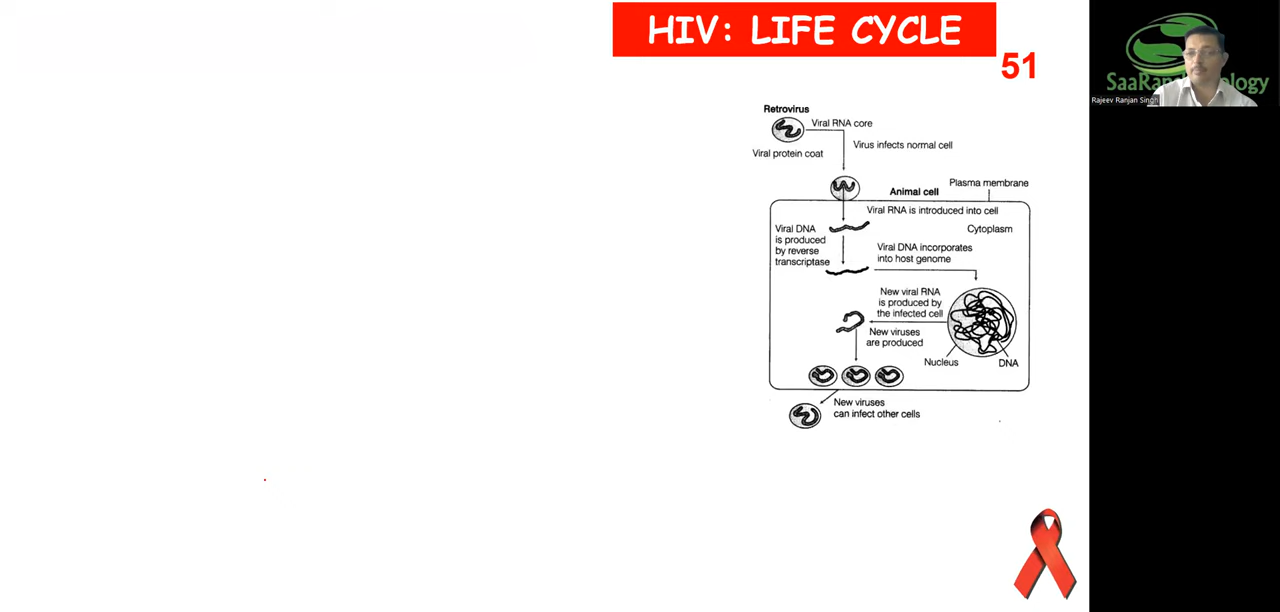 HIV: LIFE CYCLE
51
SaaRan Biology
Rajeev Ranjan Singh
Retrovirus
Viral RNA core
Virus infects normal cell
Viral protein coat
Plasma membrane
Animal cell
Viral RNA is introduced into cell
Cytoplasm
Viral DNA
is produced
by reverse
transcriptase
Viral DNA incorporates
into host genome
New viral RNA
is produced by
the infected cell
New viruses
are produced
Nucleus
DNA
New viruses
can infect other cells